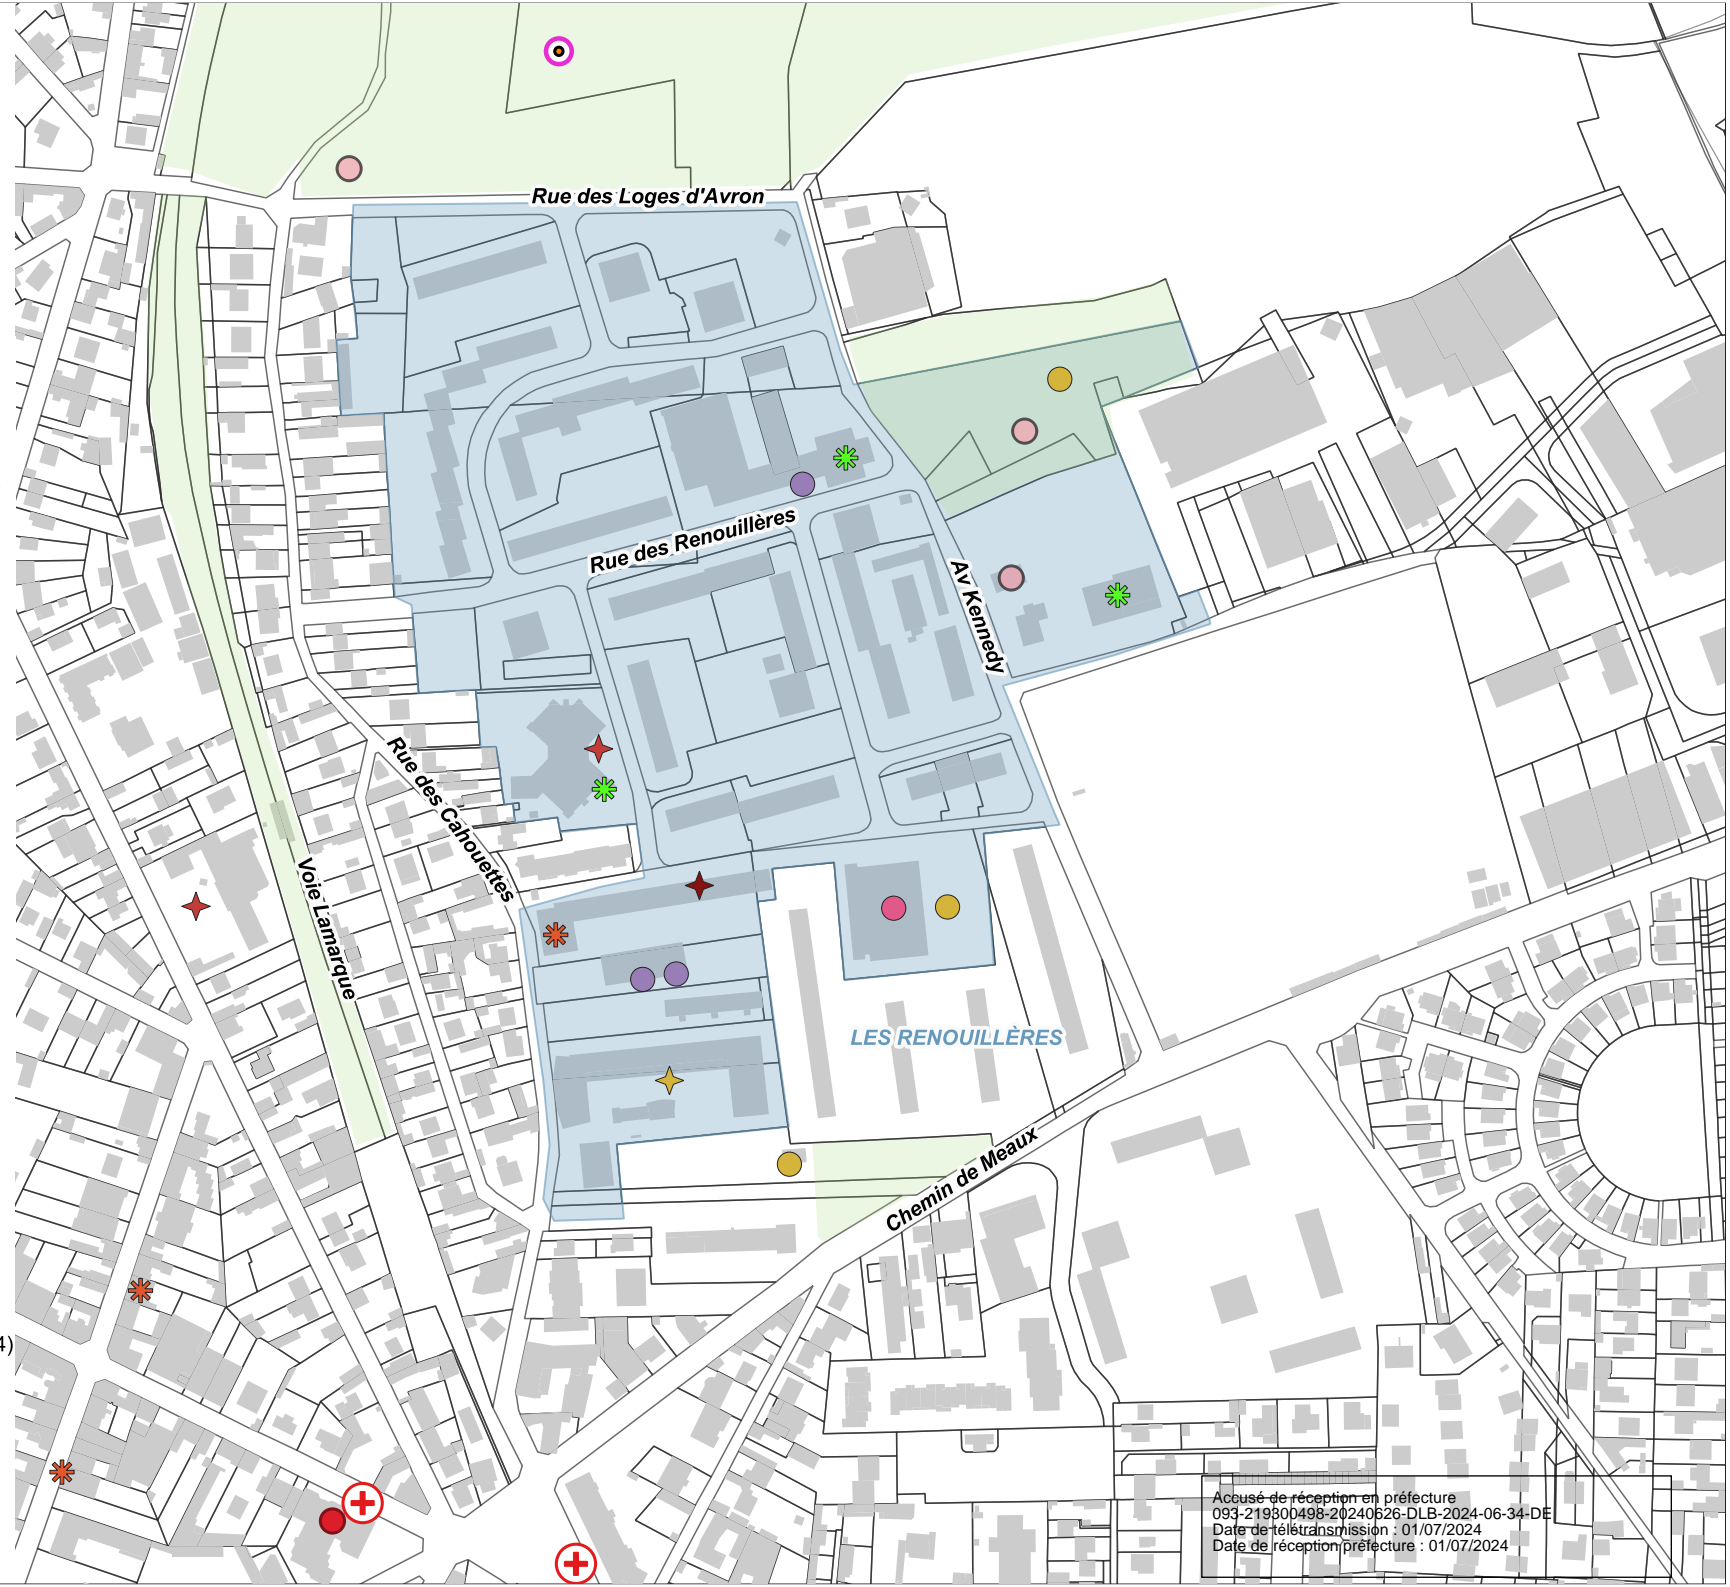 Rue des Loges d'Avron
Rue des Renouillères
Av Kennedy
Rue des Cahouettes
Voie Lamarque
LES RENOUILLÈRES
Chemin de Meaux
4)
Accusé de réception en préfecture
093-219300498-20240626-DLB-2024-06-34-DE
Date de télétransmission : 01/07/2024
Date de réception préfecture : 01/07/2024